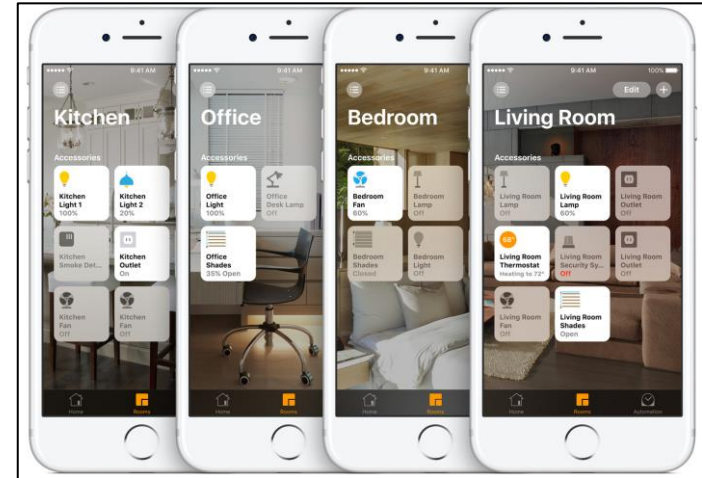 9:41 AM
Kitchen
Accessories
Kitchen
Light 1
100%
Kitchen
Light 2
20%
Kitchen
Smoke Det...
Kitchen
Outlet
On
Kitchen
Fan
Off
Kitchen
Fan
Off
Home
Rooms
9:41 AM
Office
Accessories
Office
Light
100%
Office
Desk Lamp
Off
Office
Shades
35% Open
Home
Rooms
9:41 AM
Bedroom
Accessories
Bedroom
Fan
60%
Bedroom
Lamp
Off
Bedroom
Shades
Closed
Bedroom
Light
Off
Home
Rooms
9:41 AM
100%
Edit
Living Room
Accessories
Living Room
Lamp
Off
Living Room
Lamp
60%
Living Room
Outlet
Off
68°
Living Room
Thermostat
Heating to 72°
Living Room
Security Sy...
Off
Living Room
Outlet
Off
Living Room
Fan
Off
Living Room
Shades
Open
Home
Rooms
Automation